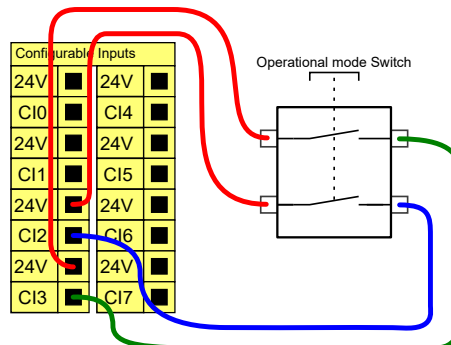 Configurable Inputs
Operational mode Switch
24V 24V
CI0 CI4
24V 24V
CI1 CI5
24V 24V
CI2 CI6
24V 24V
CI3 CI7